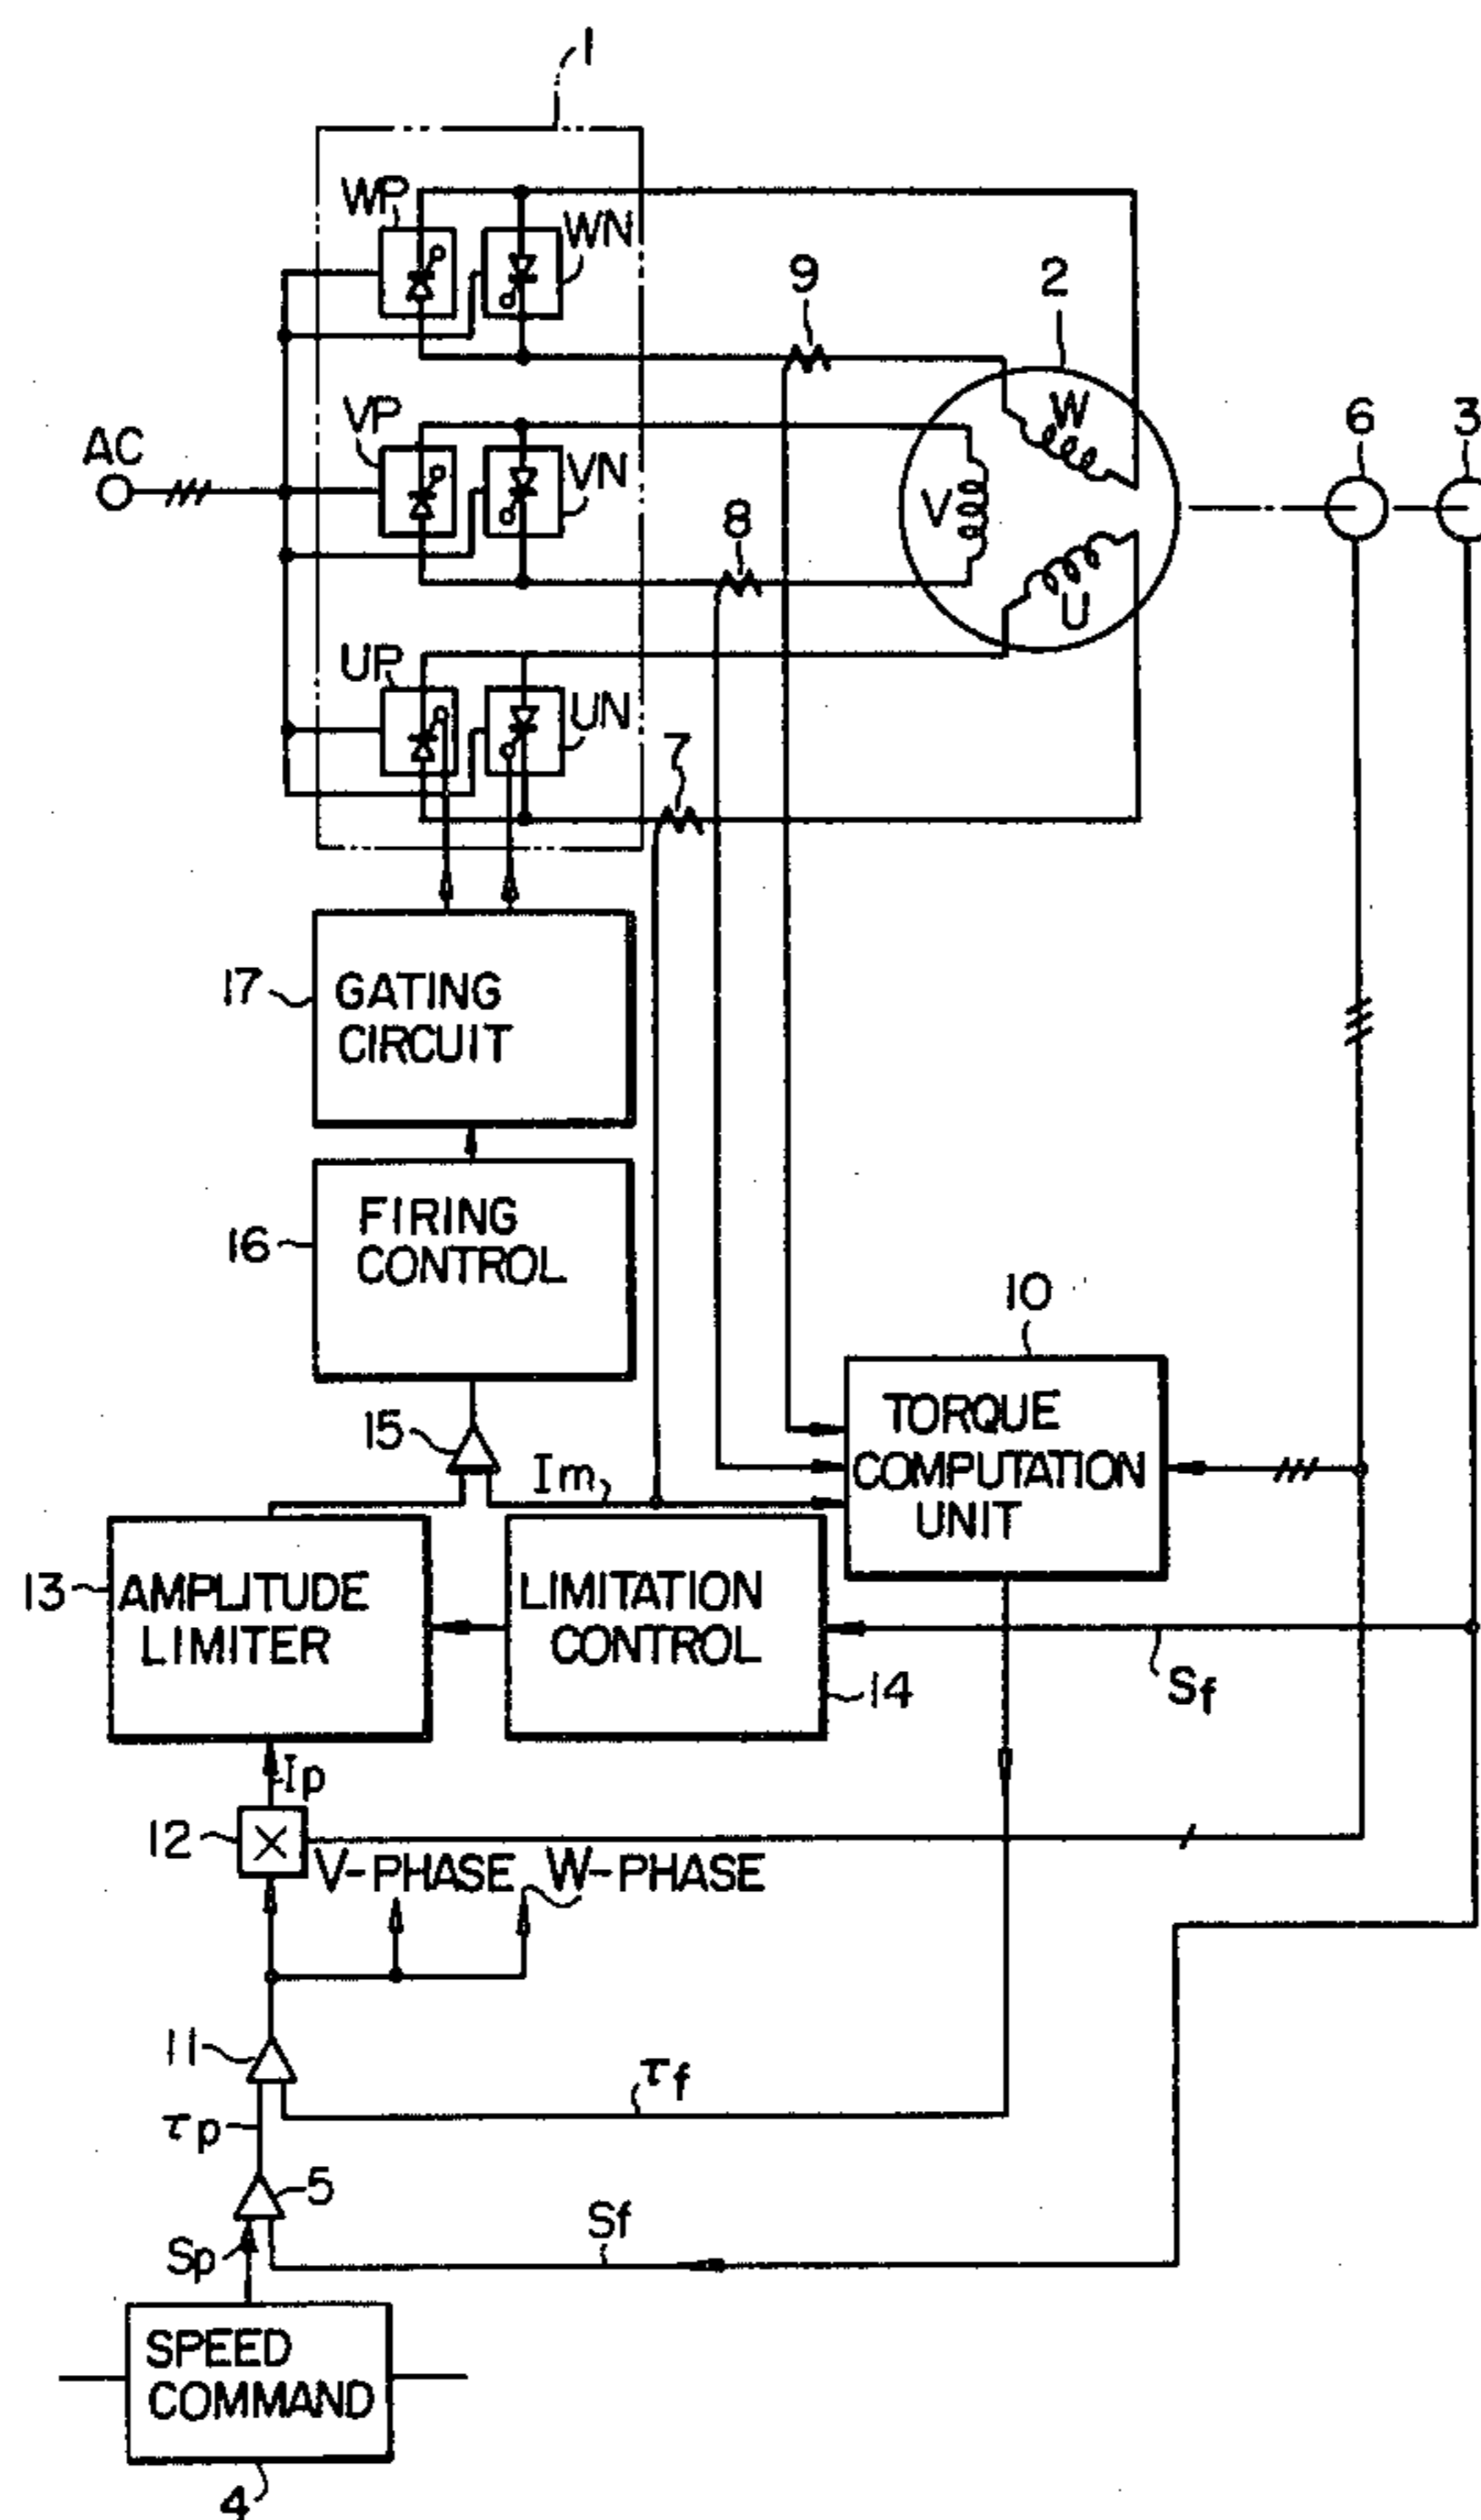 1
WP
WN
9
2
W
VP
6
3
AC
VN
V
8
U
UP
UN
7
17
GATING
CIRCUIT
16
FIRING
CONTROL
10
15
Im
TORQUE
COMPUTATION
UNIT
13
AMPLITUDE
LIMITER
LIMITATION
CONTROL
14
Sf
Ip
12
×
V-PHASE
W-PHASE
11
τf
τp
5
Sf
Sp
SPEED
COMMAND
4